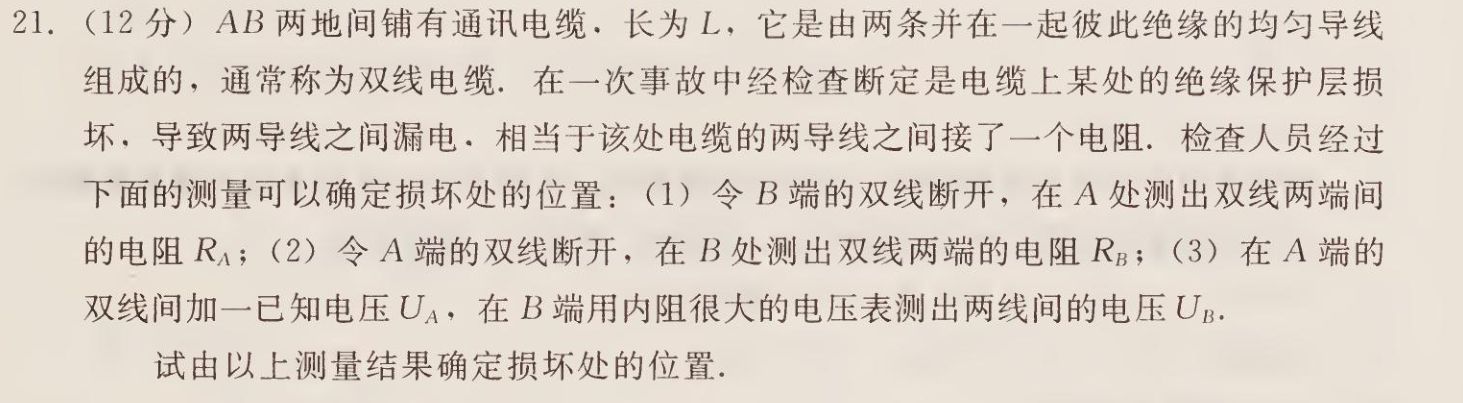 21. (12 分) AB 两地间铺有通讯电缆．长为 L，它是由两条并在一起彼此绝缘的均匀导线
组成的，通常称为双线电缆．在一次事故中经检查断定是电缆上某处的绝缘保护层损
坏．导致两导线之间漏电．相当于该处电缆的两导线之间接了一个电阻．检查人员经过
下面的测量可以确定损坏处的位置：(1) 令 B 端的双线断开，在 A 处测出双线两端间
的电阻 R_A；(2) 令 A 端的双线断开，在 B 处测出双线两端的电阻 R_B；(3) 在 A 端的
双线间加一已知电压 U_A，在 B 端用内阻很大的电压表测出两线间的电压 U_B．
试由以上测量结果确定损坏处的位置．